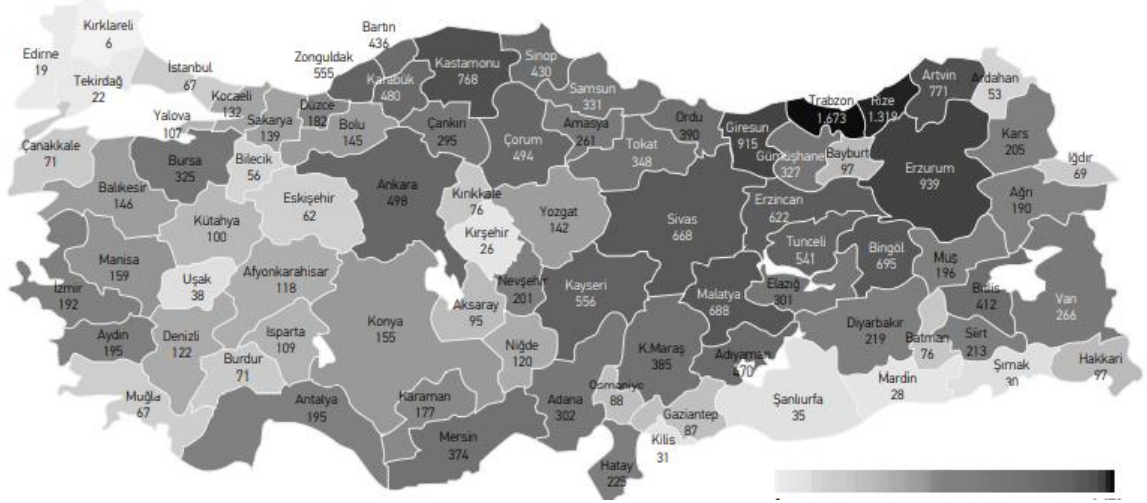 Kırklareli
6
Edirne
19
Tekirdağ
22
İstanbul
67
Kocaeli
132
Yalova
107
Sakarya
139
Düzce
182
Zonguldak
555
Bartın
436
Karabük
480
Bolu
145
Kastamonu
768
Çankırı
295
Sinop
430
Samsun
331
Amasya
261
Çorum
494
Tokat
348
Ordu
390
Giresun
915
Gümüşhane
327
Trabzon
1.673
Rize
1.319
Bayburt
97
Artvin
771
Ardahan
53
Kars
205
Iğdır
69
Erzurum
939
Ağrı
190
Erzincan
622
Çanakkale
71
Balıkesir
146
Bursa
325
Bilecik
56
Eskişehir
62
Kütahya
100
Ankara
498
Kırıkkale
76
Kırşehir
26
Yozgat
142
Sivas
668
Tunceli
541
Bingöl
695
Muş
196
Bitlis
412
Van
266
Manisa
159
Uşak
38
Afyonkarahisar
118
İzmir
192
Aydın
195
Denizli
122
Isparta
109
Burdur
71
Muğla
67
Antalya
195
Konya
155
Aksaray
95
Nevşehir
201
Niğde
120
Kayseri
556
Malatya
688
Elazığ
301
Diyarbakır
219
Batman
76
Siirt
213
Şırnak
30
Hakkari
97
Mardin
28
Şanlıurfa
35
Adıyaman
470
K.Maraş
385
Osmaniye
88
Gaziantep
87
Kilis
31
Adana
302
Karaman
177
Mersin
374
Hatay
225